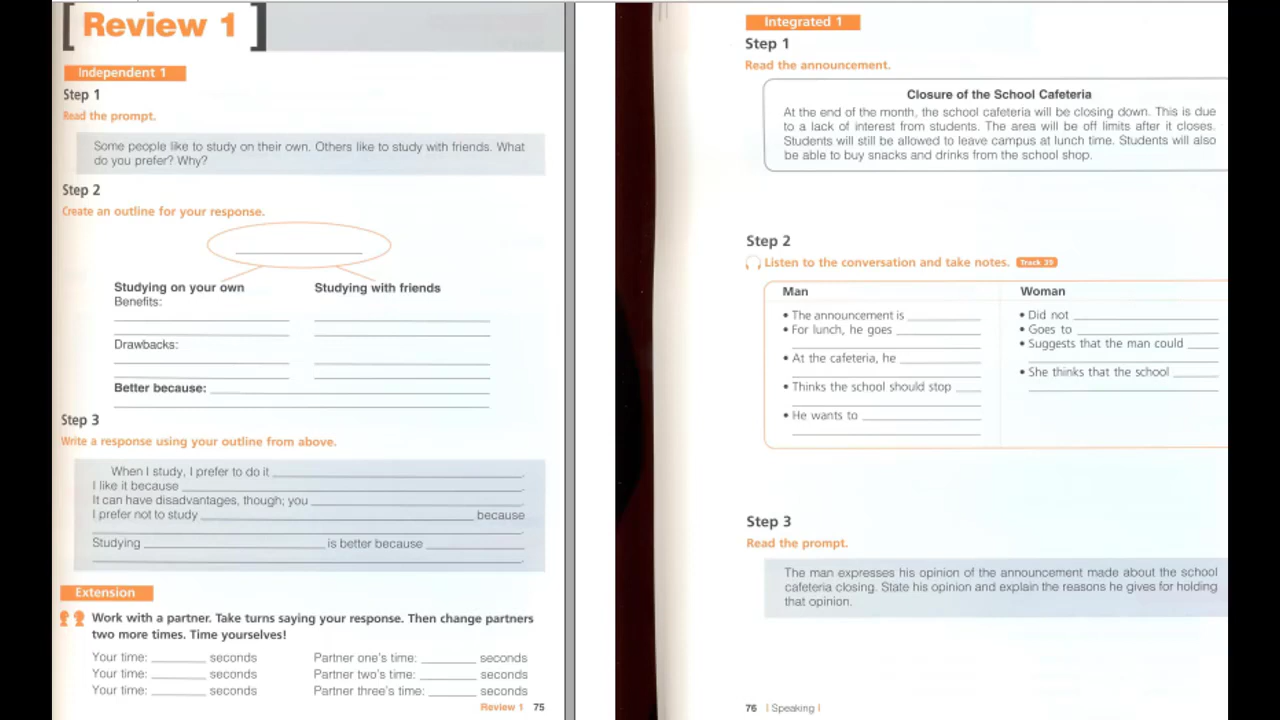 [ Review 1 ]
Independent 1
Step 1
Read the prompt.
Some people like to study on their own. Others like to study with friends. What
do you prefer? Why?
Step 2
Create an outline for your response.
Studying on your own
Studying with friends
Benefits:
Drawbacks:
Better because:
Step 3
Write a response using your outline from above.
When I study, I prefer to do it .
I like it because .
It can have disadvantages, though; you .
I prefer not to study because
.
Studying is better because
.
Extension
Work with a partner. Take turns saying your response. Then change partners
two more times. Time yourselves!
Your time: seconds Partner one's time: seconds
Your time: seconds Partner two's time: seconds
Your time: seconds Partner three's time: seconds
Review 1 75
Integrated 1
Step 1
Read the announcement.
Closure of the School Cafeteria
At the end of the month, the school cafeteria will be closing down. This is due
to a lack of interest from students. The area will be off limits after it closes.
Students will still be allowed to leave campus at lunch time. Students will also
be able to buy snacks and drinks from the school shop.
Step 2
Listen to the conversation and take notes. Track 39
Man
• The announcement is
• For lunch, he goes
• At the cafeteria, he
• Thinks the school should stop
• He wants to
Woman
• Did not
• Goes to
• Suggests that the man could
• She thinks that the school
Step 3
Read the prompt.
The man expresses his opinion of the announcement made about the school
cafeteria closing. State his opinion and explain the reasons he gives for holding
that opinion.
76 | Speaking |